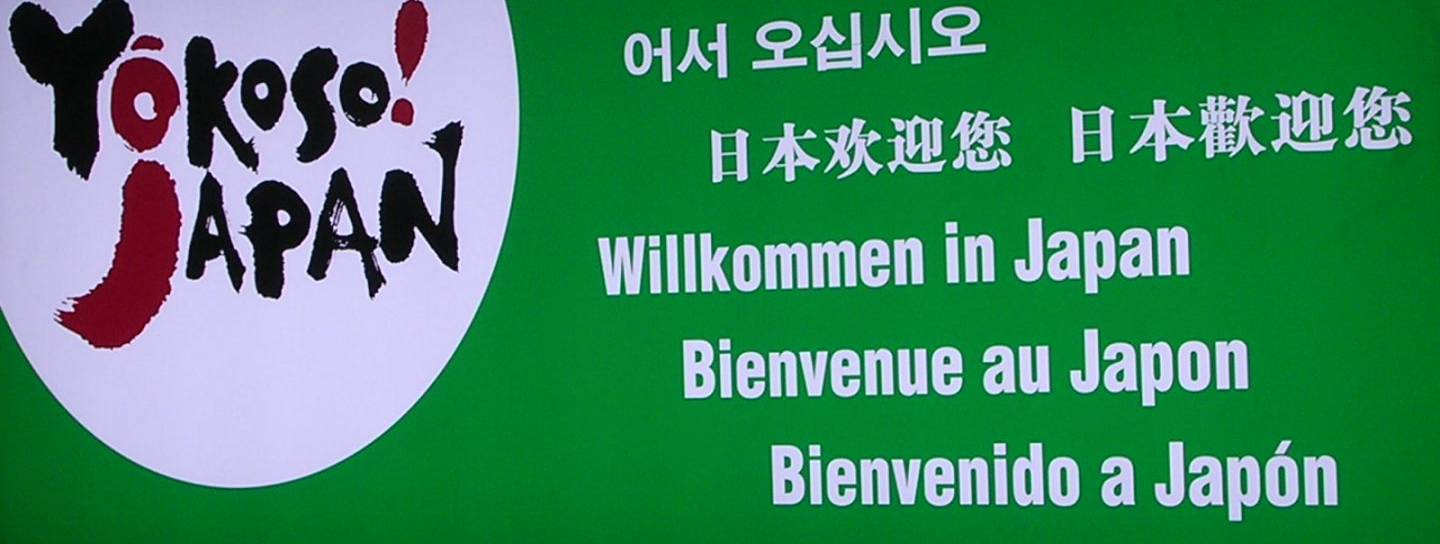 YŌKOSO!
JAPAN
어서 오십시오
日本欢迎您 日本歡迎您
Willkommen in Japan
Bienvenue au Japon
Bienvenido a Japón